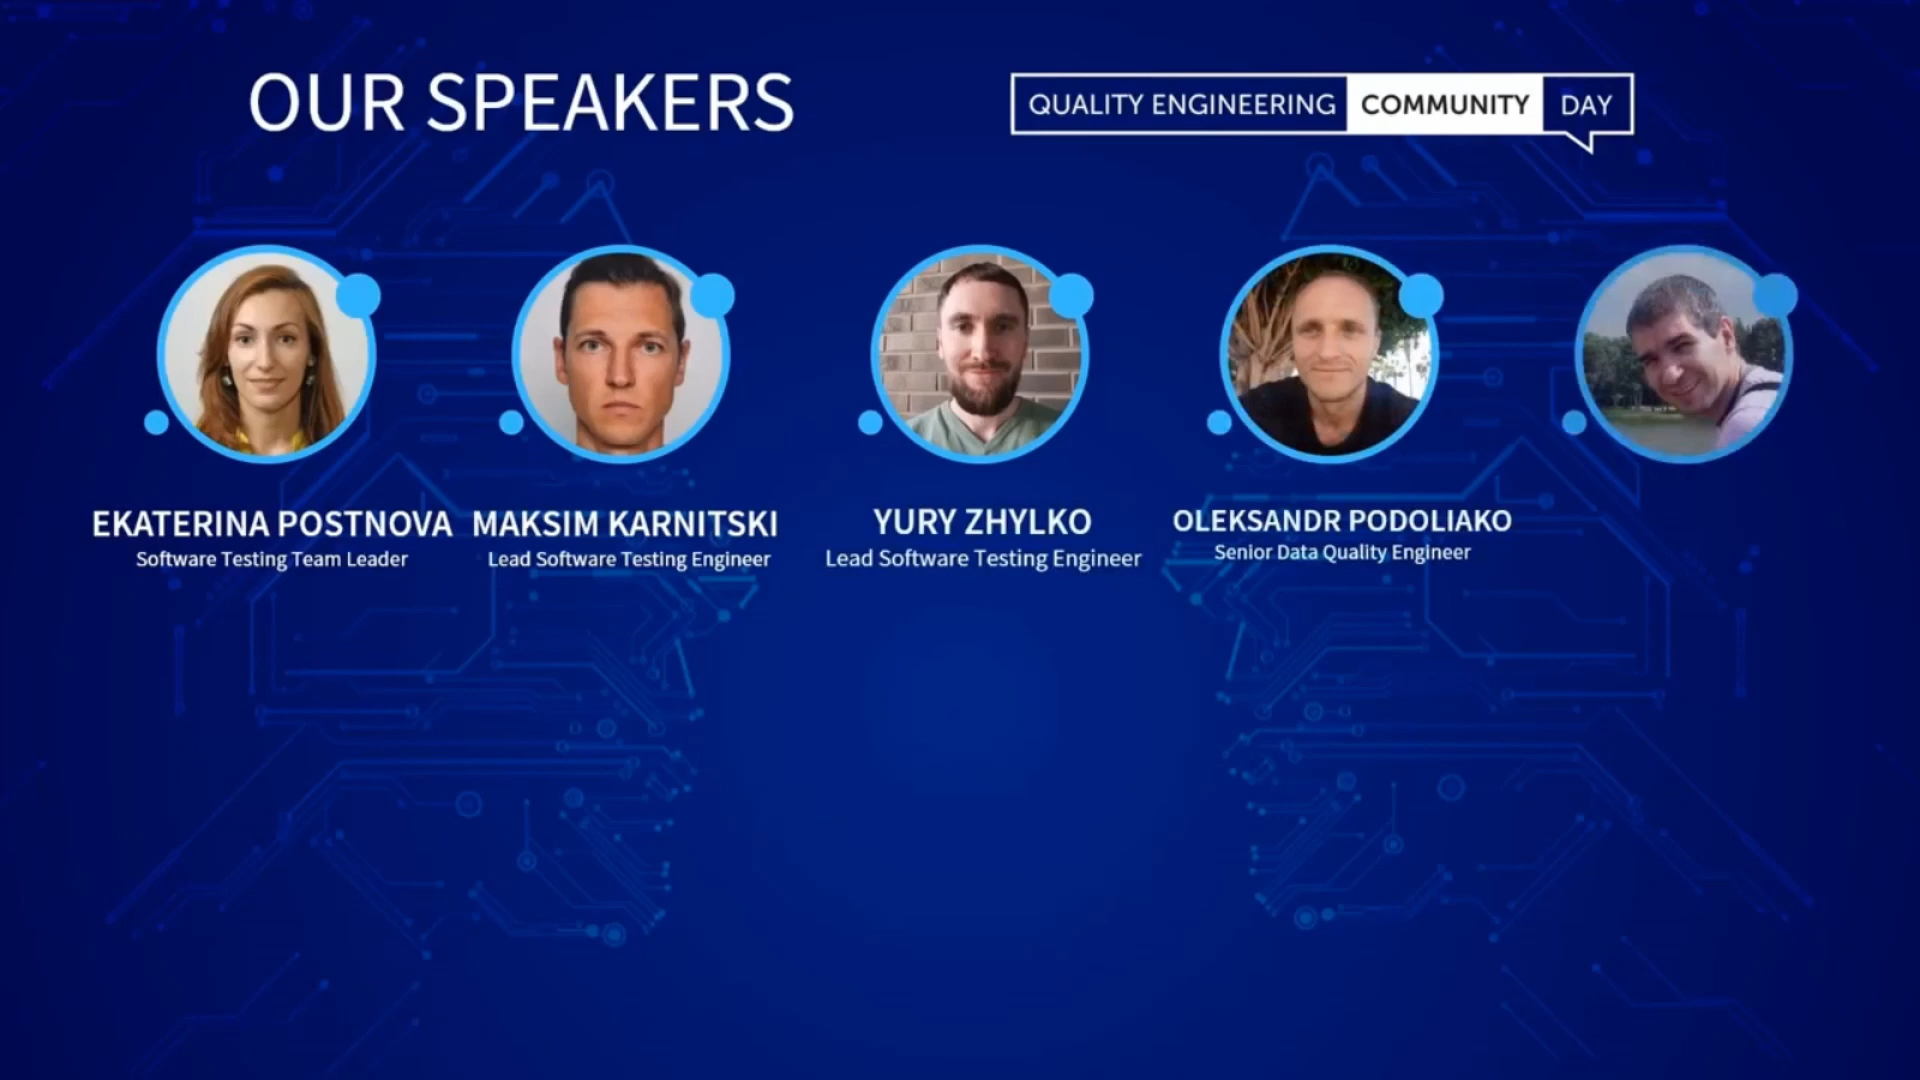 OUR SPEAKERS
QUALITY ENGINEERING COMMUNITY DAY
EKATERINA POSTNOVA
Software Testing Team Leader
MAKSIM KARNITSKI
Lead Software Testing Engineer
YURY ZHYLKO
Lead Software Testing Engineer
OLEKSANDR PODOLIAKO
Senior Data Quality Engineer